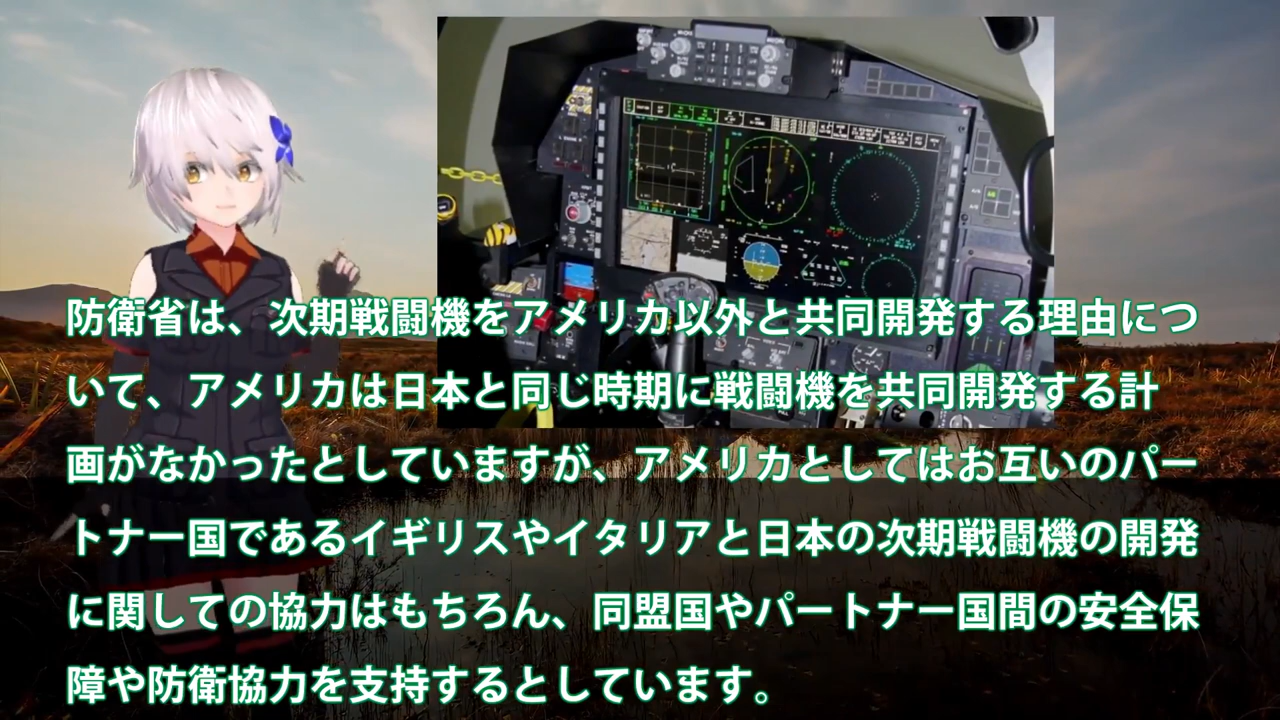 防衛省は、次期戦闘機をアメリカ以外と共同開発する理由につ
いて、アメリカは日本と同じ時期に戦闘機を共同開発する計
画がなかったとしていますが、アメリカとしてはお互いのパー
トナー国であるイギリスやイタリアと日本の次期戦闘機の開発
に関しての協力はもちろん、同盟国やパートナー国間の安全保
障や防衛協力を支持するとしています。